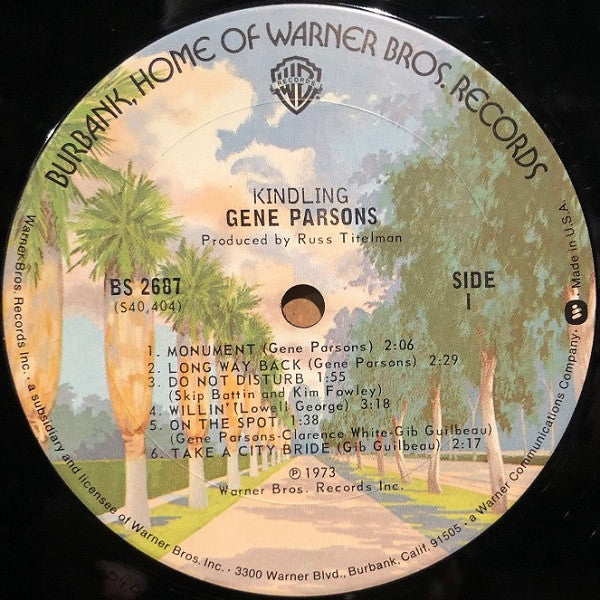 BURBANK, HOME OF WARNER BROS. RECORDS
RECORDS
KINDLING
GENE PARSONS
Produced by Russ Titelman
BS 2687
(S40,404)
SIDE
1
1. MONUMENT (Gene Parsons) 2:06
2. LONG WAY BACK (Gene Parsons) 2:29
3. DO NOT DISTURB 1:55
(Skip Battin and Kim Fowley)
4. WILLIN' (Lowell George) 3:18
5. ON THE SPOT 1:38
(Gene Parsons-Clarence White-Gib Guilbeau)
6. TAKE A CITY BRIDE (Gib Guilbeau) 2:17
℗ 1973
Warner Bros. Records Inc.
Warner Bros. Records Inc. • a subsidiary and licensee of Warner Bros. Inc. • 3300 Warner Blvd., Burbank, Calif. 91505 • a Warner Communications Company • Made in U.S.A.